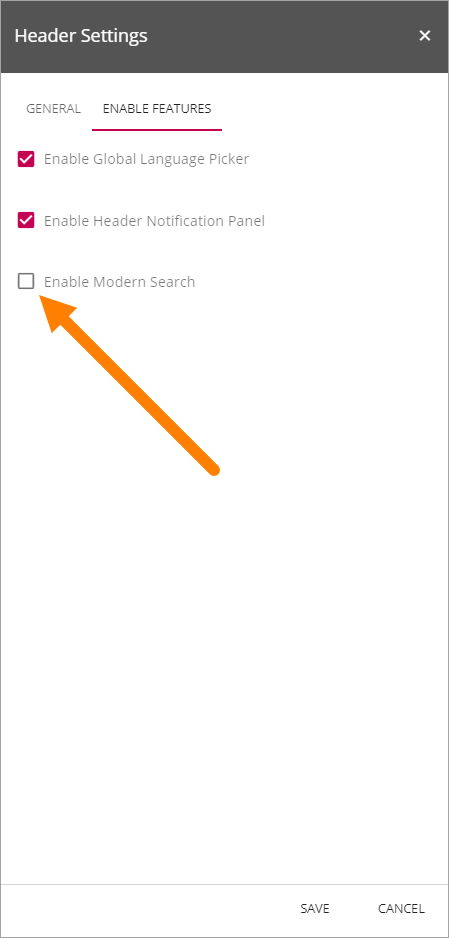 Header Settings
GENERAL ENABLE FEATURES
Enable Global Language Picker
Enable Header Notification Panel
Enable Modern Search
SAVE CANCEL